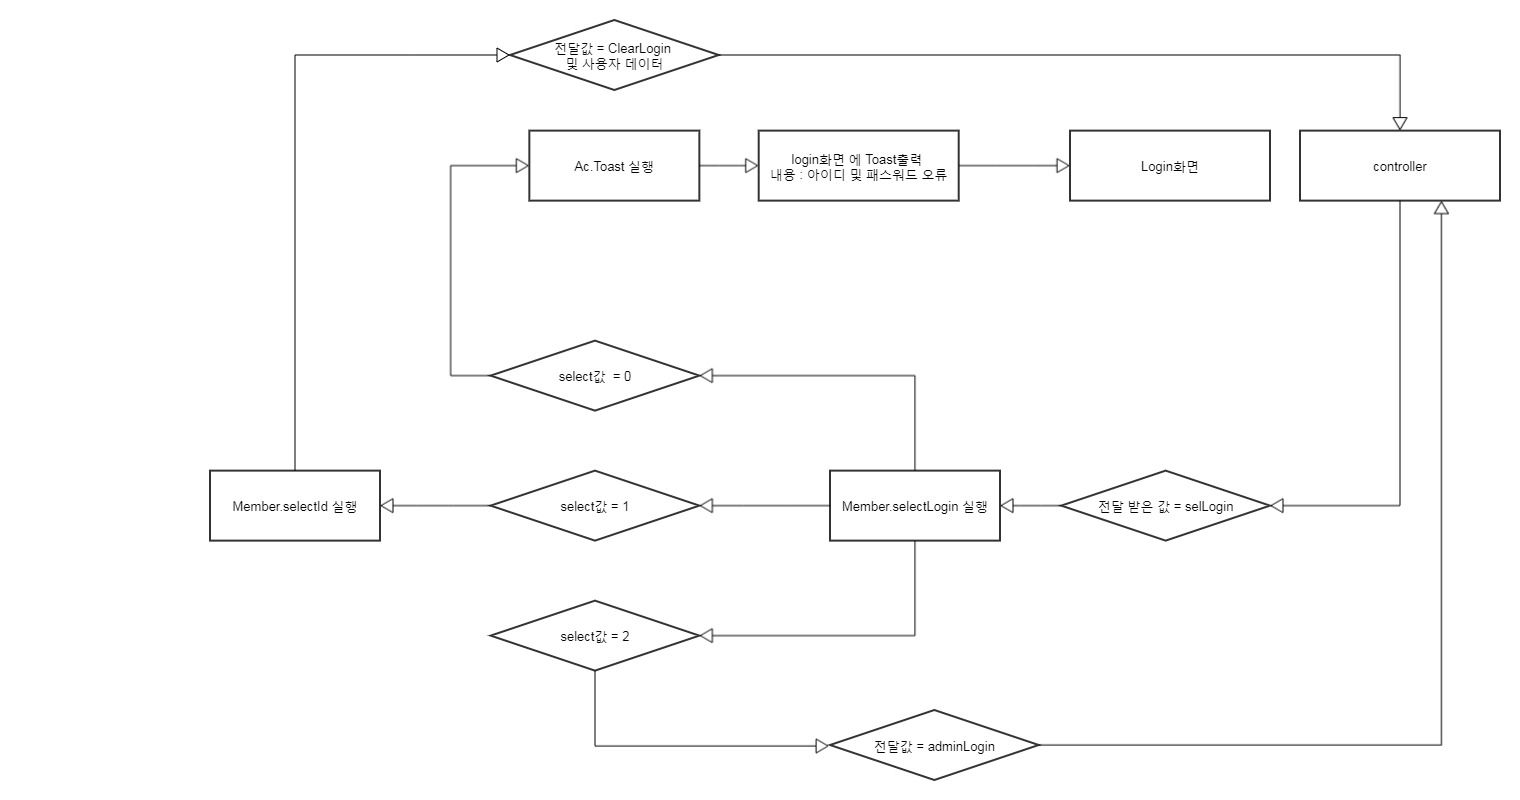 전달값 = ClearLogin
및 사용자 데이터
Ac.Toast 실행
login화면 에 Toast출력
내용 : 아이디 및 패스워드 오류
Login화면
controller
select값  = 0
Member.selectId 실행
select값 = 1
Member.selectLogin 실행
전달 받은 값 = selLogin
select값 = 2
전달값 = adminLogin